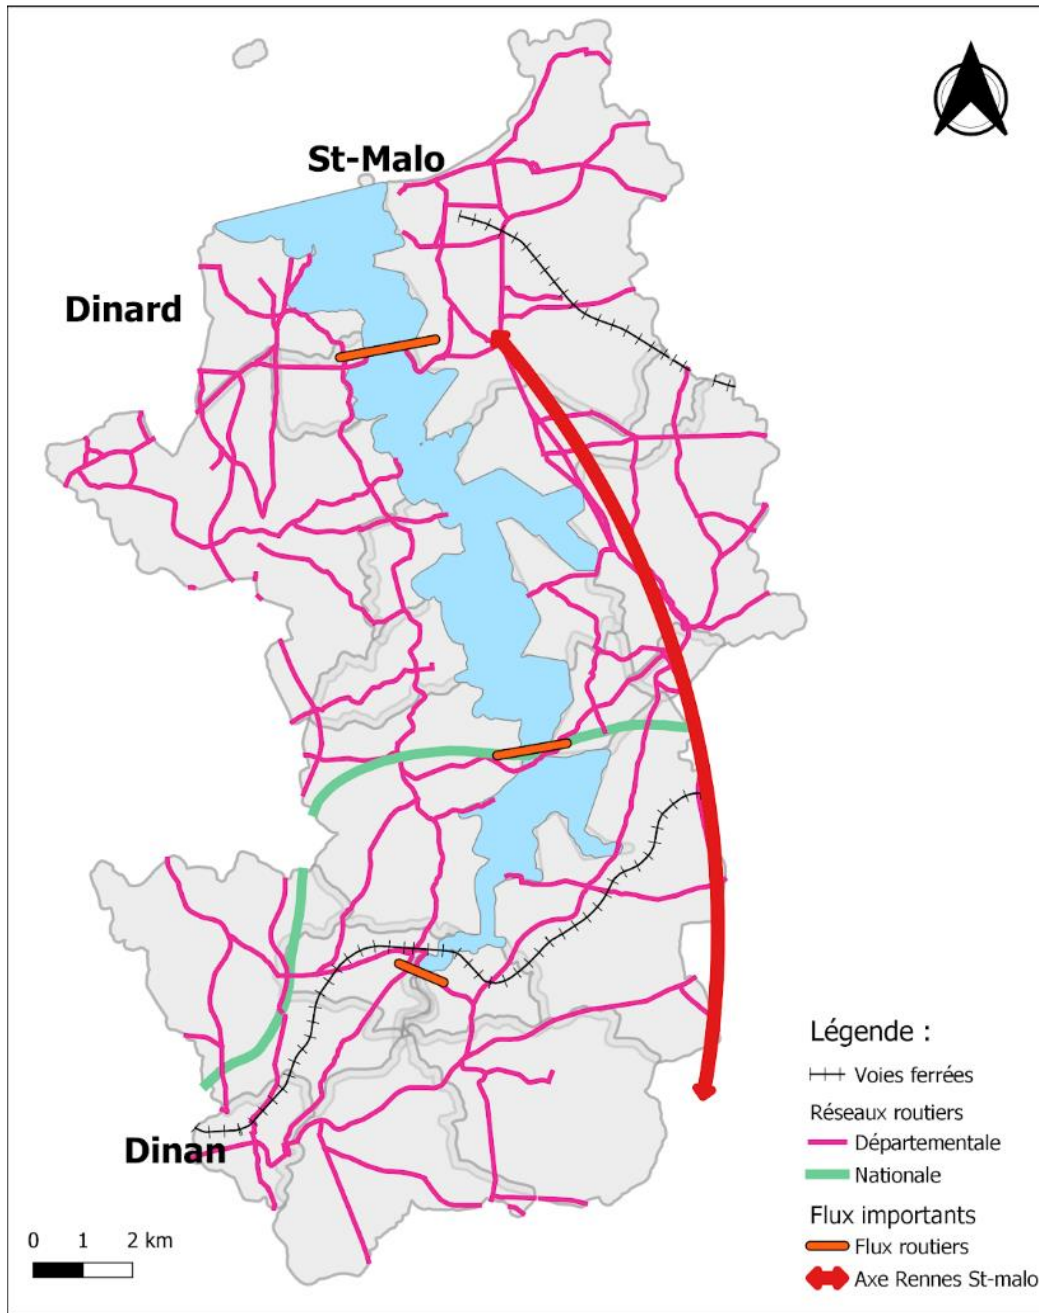 St-Malo
Dinard
Dinan
0 1 2 km
Légende :
Voies ferrées
Réseaux routiers
Départementale
Nationale
Flux importants
Flux routiers
Axe Rennes St-malo